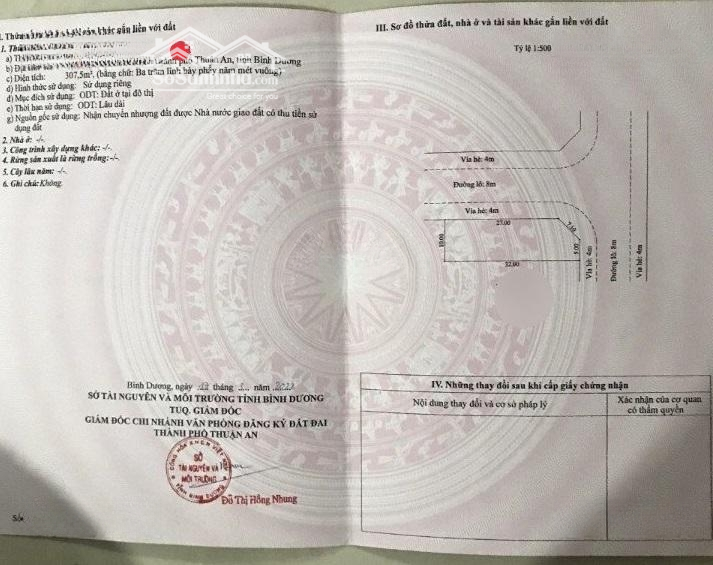 1. Thửa
a) Th
b) Địa
Thuận An, tỉnh Bình Dương
c) Diện tích: 307.5m², (bằng chữ: Ba trăm linh bảy phẩy năm mét vuông)
d) Hình thức sử dụng: Sử dụng riêng
đ) Mục đích sử dụng: ODT: Đất ở tại đô thị
e) Thời hạn sử dụng: ODT: Lâu dài
g) Nguồn gốc sử dụng: Nhận chuyển nhượng đất được Nhà nước giao đất có thu tiền sử
dụng đất
2. Nhà ở: -/-
3. Công trình xây dựng khác: -/-
4. Rừng sản xuất là rừng trồng: -/-
5. Cây lâu năm: -/-
6. Ghi chú: Không.
Bình Dương, ngày tháng năm
SỞ TÀI NGUYÊN VÀ MÔI TRƯỜNG TỈNH BÌNH DƯƠNG
TUQ. GIÁM ĐỐC
GIÁM ĐỐC CHI NHÁNH VĂN PHÒNG ĐĂNG KÝ ĐẤT ĐAI
THÀNH PHỐ THUẬN AN
SỞ
TÀI NGUYÊN VÀ
MÔI TRƯỜNG
Đỗ Thị Hồng Nhung
Số
III. Sơ đồ thửa đất, nhà ở và tài sản khác gắn liền với đất
Tỷ lệ 1:500
Vỉa hè: 4m
Đường lô: 8m
Vỉa hè: 4m
27.00
7.10
10.00
5.00
32.00
Vỉa hè: 4m
Đường lô: 8m
Vỉa hè: 4m
IV. Những thay đổi sau khi cấp giấy chứng nhận
Nội dung thay đổi và cơ sở pháp lý
Xác nhận của cơ quan
có thẩm quyền